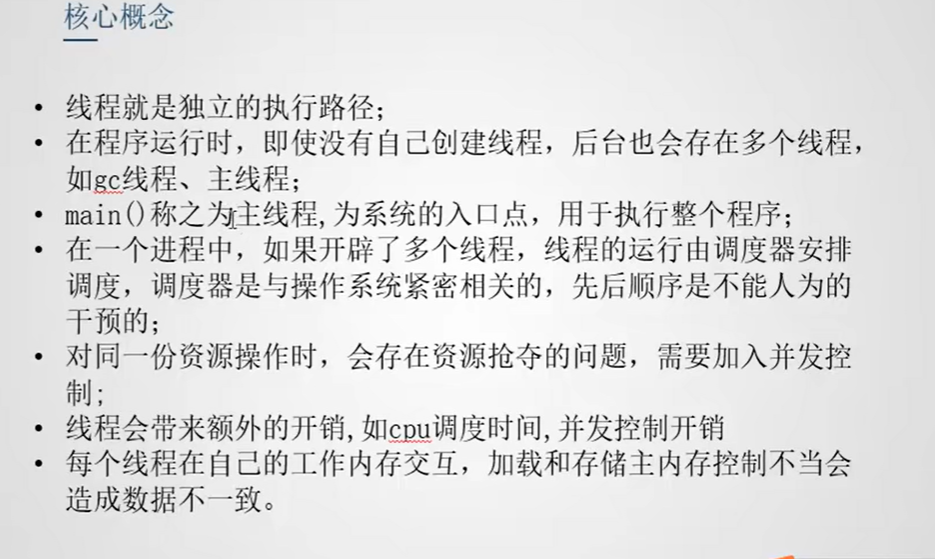 核心概念
• 线程就是独立的执行路径;
• 在程序运行时，即使没有自己创建线程，后台也会存在多个线程，
如gc线程、主线程;
• main()称之为主线程,为系统的入口点，用于执行整个程序;
• 在一个进程中，如果开辟了多个线程，线程的运行由调度器安排
调度，调度器是与操作系统紧密相关的，先后顺序是不能人为的
干预的;
• 对同一份资源操作时，会存在资源抢夺的问题，需要加入并发控
制;
• 线程会带来额外的开销,如cpu调度时间,并发控制开销
• 每个线程在自己的工作内存交互，加载和存储主内存控制不当会
造成数据不一致。